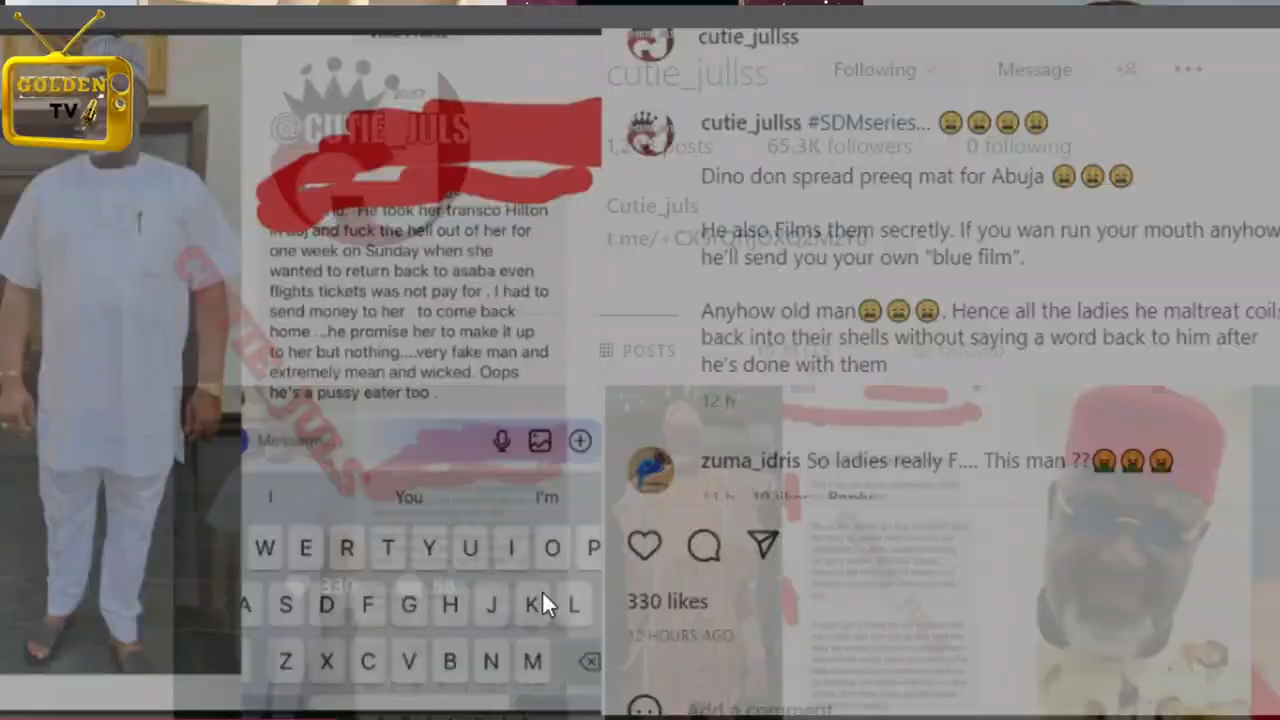 GOLDEN
TV
@CUTIE_JULS
He took her transco Hilton
and fuck the hell out of her for
one week on Sunday when she
wanted to return back to asaba even
flights tickets was not pay for . I had to
send money to her to come back
home ...he promise her to make it up
to her but nothing....very fake man and
extremely mean and wicked. Oops
he's a pussy eater too .
CUTIE_JULS
Message...
I You I'm
W E R T Y U I O P
A S D F G H J K L
Z X C V B N M
330
cutie_jullss
cutie_jullss Following Message
cutie_jullss #SDMseries...
posts 65.3K followers 0 following
Dino don spread preeq mat for Abuja
Cutie_juls
He also Films them secretly. If you wan run your mouth anyhow
he'll send you your own "blue film".
Anyhow old man. Hence all the ladies he maltreat coils
back into their shells without saying a word back to him after
POSTS
he's done with them
12 h
zuma_idris So ladies really F.... This man ??
330 likes
12 HOURS AGO
add a comment